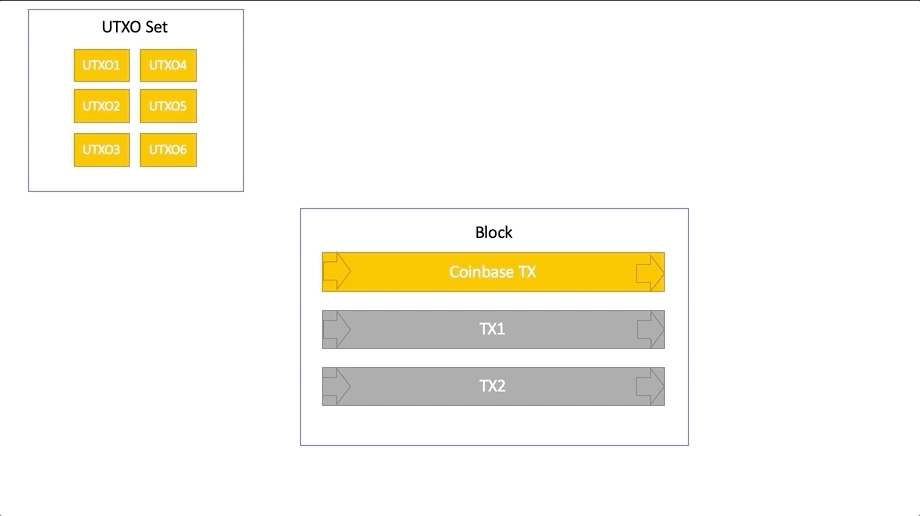 UTXO Set
UTXO1 UTXO4
UTXO2 UTXO5
UTXO3 UTXO6
Block
Coinbase TX
TX1
TX2